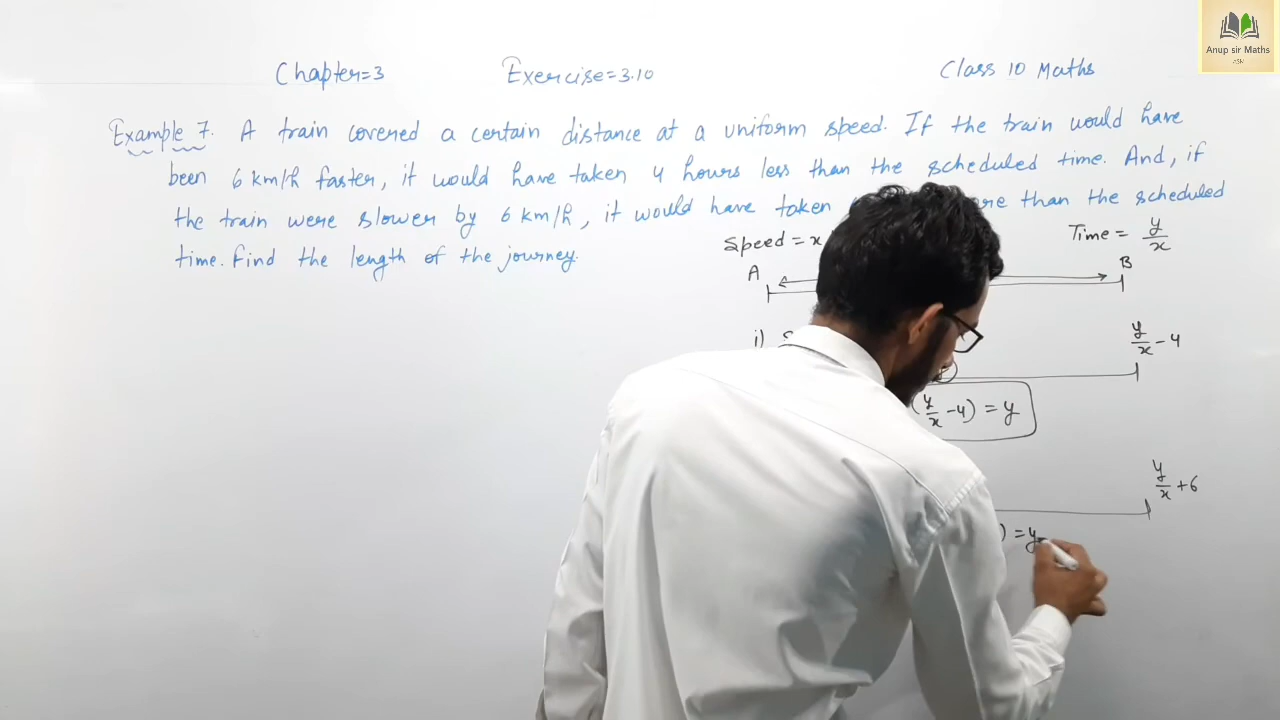 Anup sir Maths
Chapter=3 Exercise=3.10 Class 10 Maths
Example 7. A train covered a certain distance at a uniform speed. If the train would have
been 6 km/h faster, it would have taken 4 hours less than the scheduled time. And, if
the train were slower by 6 km/h, it would have taken than the scheduled
time. Find the length of the journey.
Speed = x Time = y/x
A B
i) y/x - 4
(y/x - 4) = y
y/x + 6
) = y